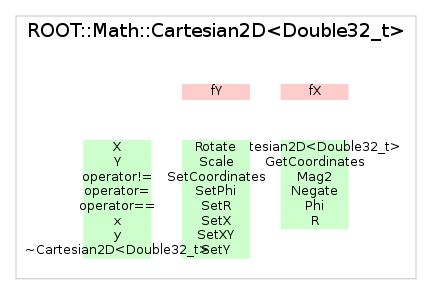 ROOT::Math::Cartesian2D<Double32_t>
fY
fX
X
Y
operator!=
operator=
operator==
x
y
~Cartesian2D<Double32_t>
Rotate
Scale
SetCoordinates
SetPhi
SetR
SetX
SetXY
SetY
tesian2D<Double32_t>
GetCoordinates
Mag2
Negate
Phi
R